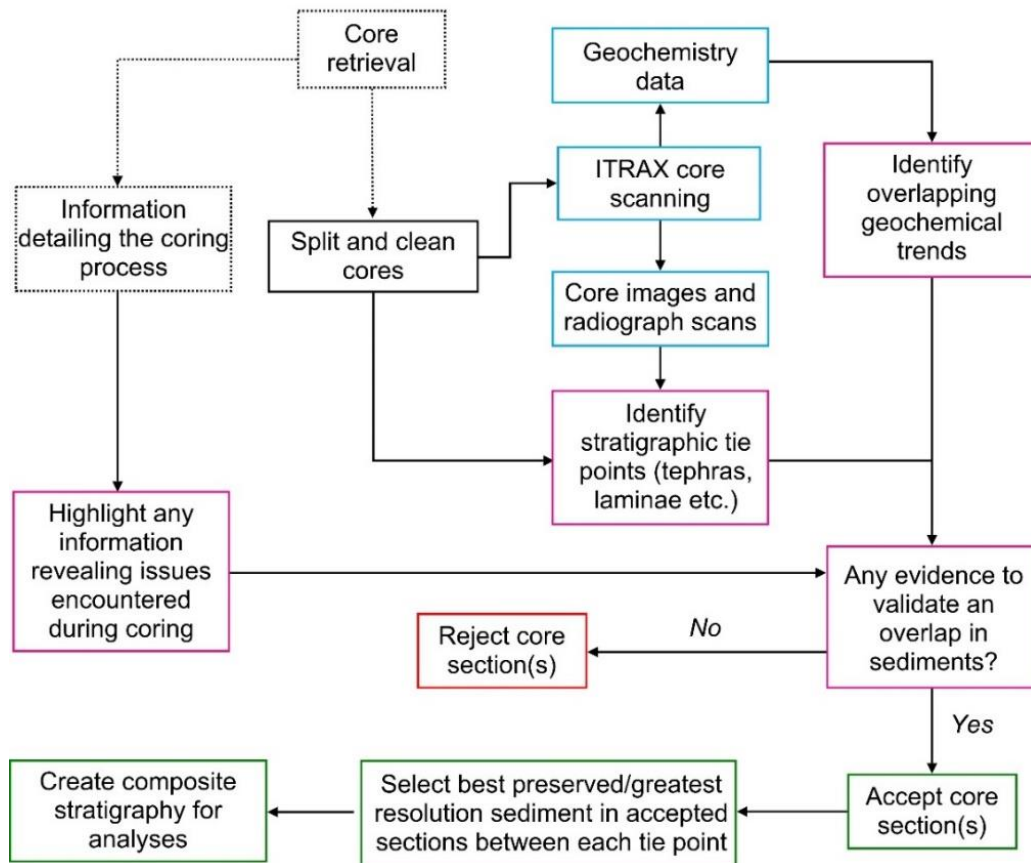 Core
retrieval
Geochemistry
data
Information
detailing the coring
process
Split and clean
cores
ITRAX core
scanning
Identify
overlapping
geochemical
trends
Core images and
radiograph scans
Identify
stratigraphic tie
points (tephras,
laminae etc.)
Highlight any
information
revealing issues
encountered
during coring
Any evidence to
validate an
overlap in
sediments?
No
Reject core
section(s)
Yes
Accept core
section(s)
Select best preserved/greatest
resolution sediment in accepted
sections between each tie point
Create composite
stratigraphy for
analyses